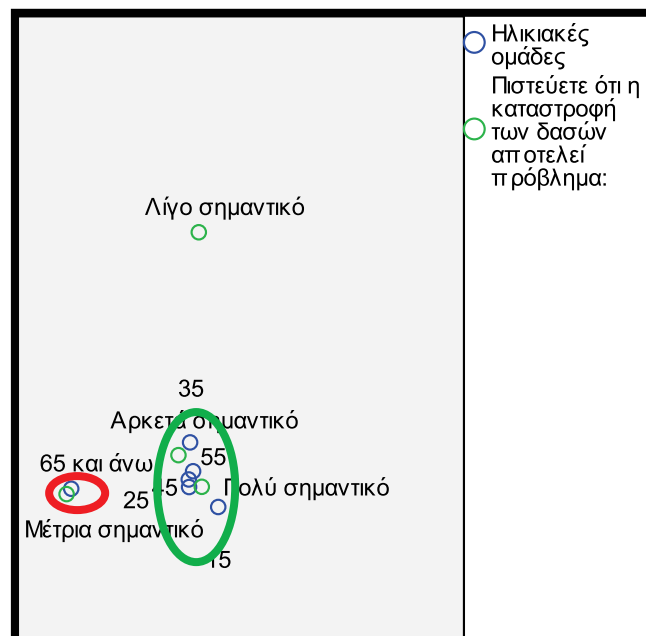 Ηλικιακές
ομάδες
Πιστεύετε ότι η
καταστροφή
των δασών
αποτελεί
πρόβλημα:
Λίγο σημαντικό
35
Αρκετά σημαντικό
65 και άνω
55
25
45
Πολύ σημαντικό
Μέτρια σημαντικό
15